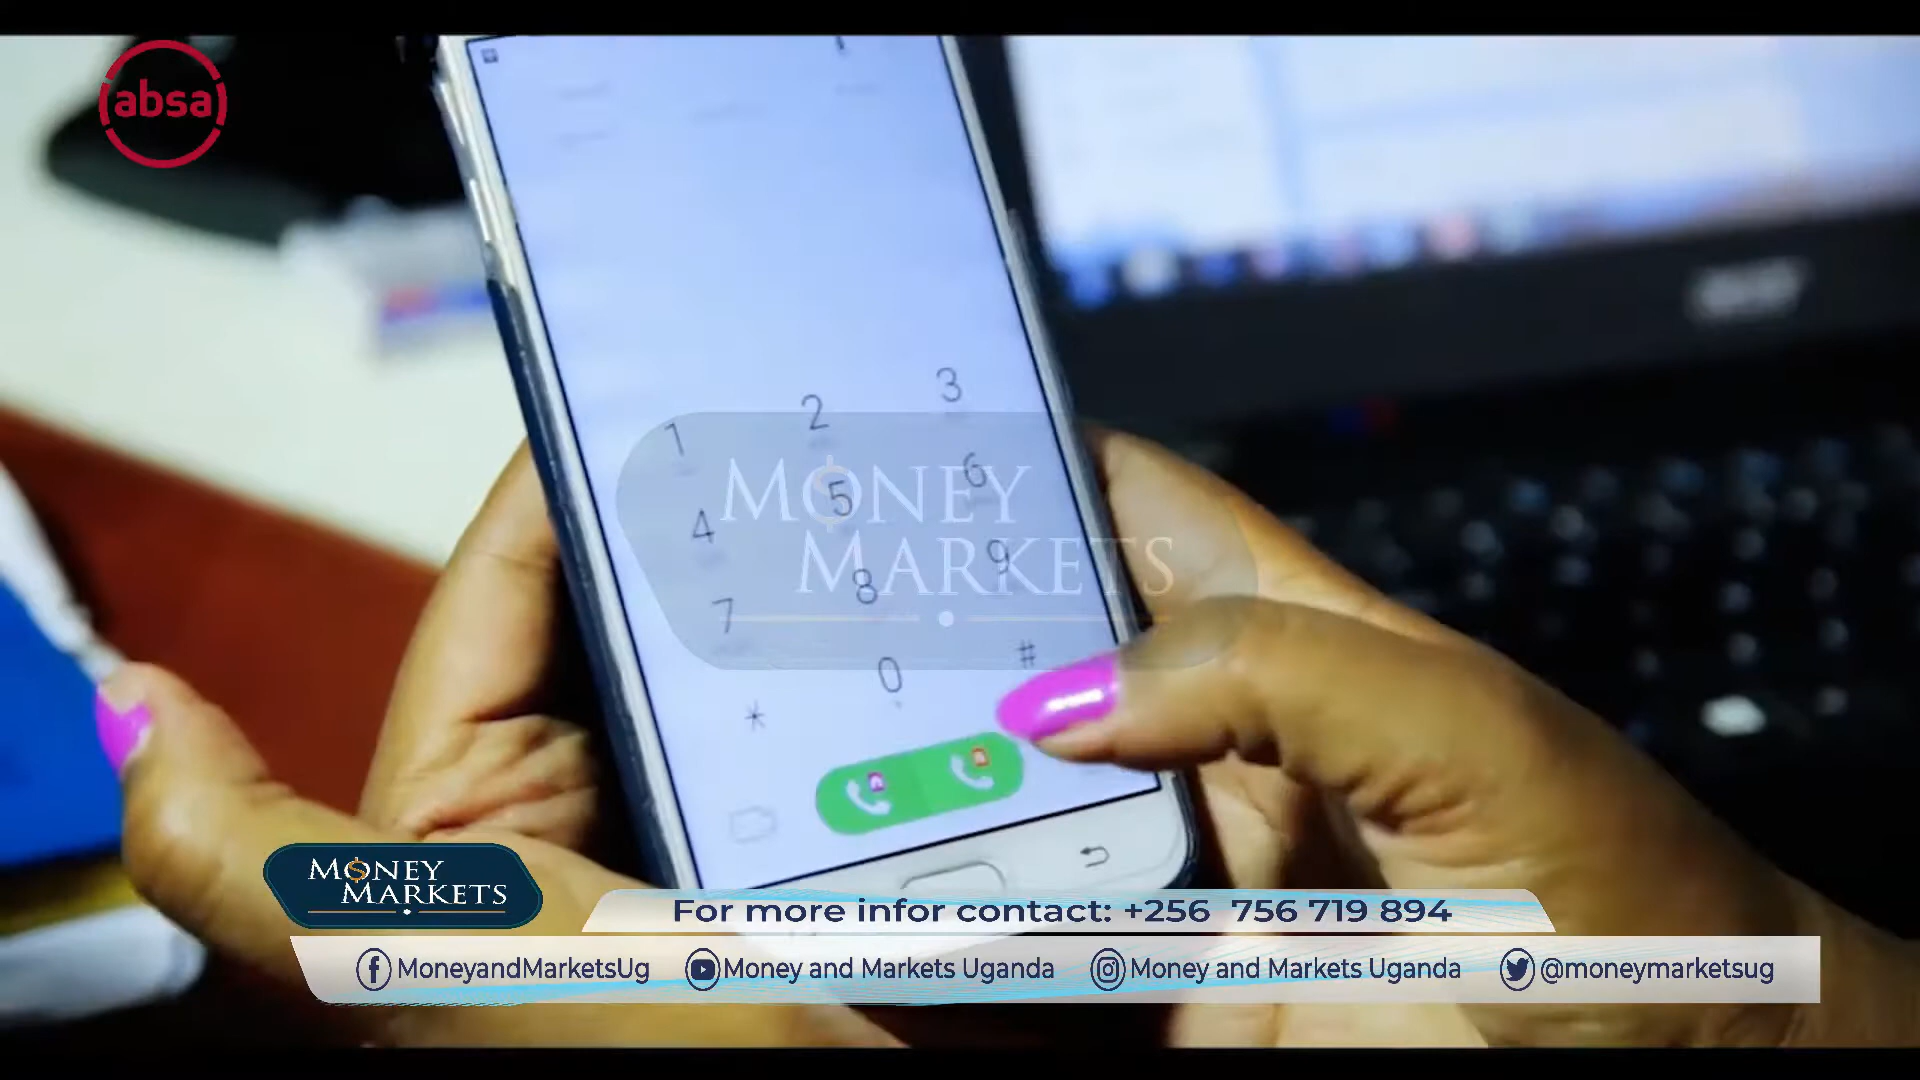 absa
1 2 3
4 5 6
7 8 9
* 0 #
MONEY
MARKETS
MONEY
MARKETS
For more infor contact: +256 756 719 894
MoneyandMarketsUg Money and Markets Uganda Money and Markets Uganda @moneymarketsug